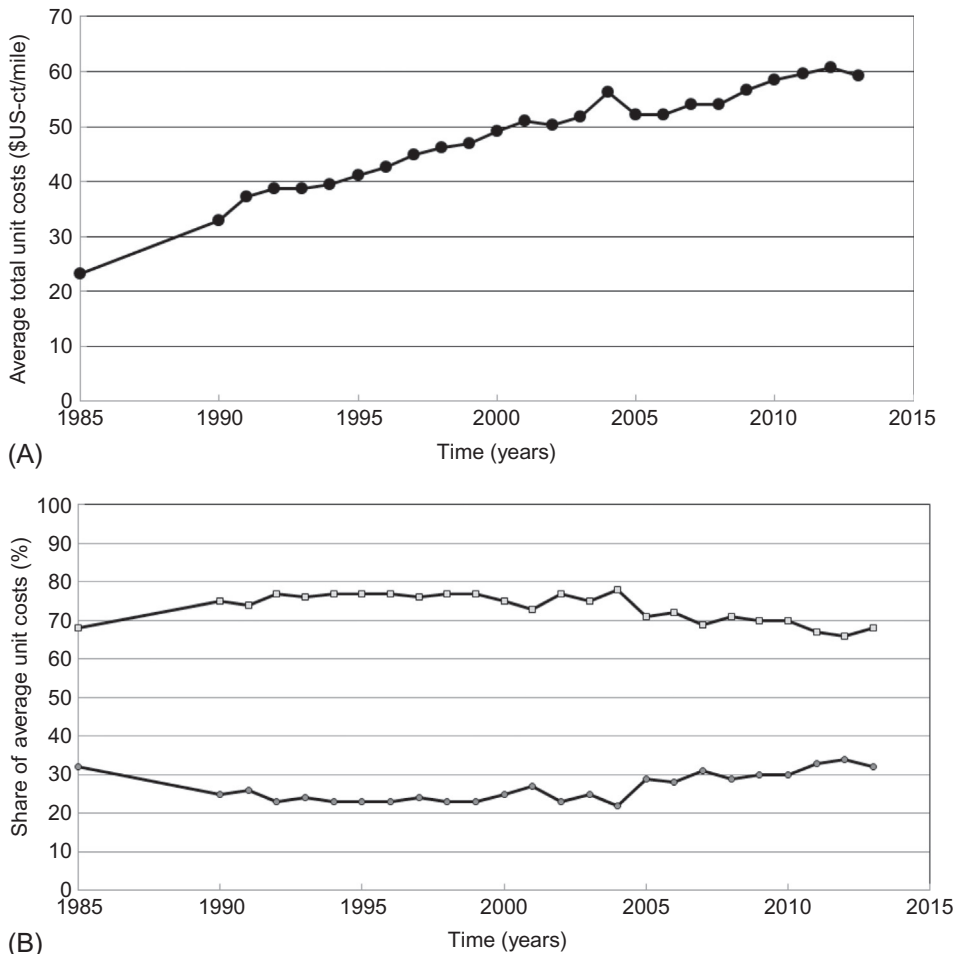 70
60
50
40
30
20
10
0
Average total unit costs ($US-ct/mile)
1985 1990 1995 2000 2005 2010 2015
Time (years)
(A)
100
90
80
70
60
50
40
30
20
10
0
Share of average unit costs (%)
1985 1990 1995 2000 2005 2010 2015
Time (years)
(B)